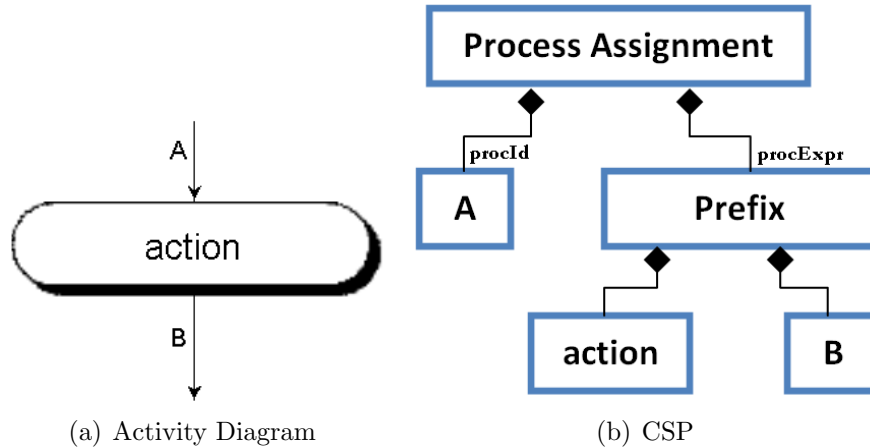 A
action
B
(a) Activity Diagram
Process Assignment
procId
procExpr
A
Prefix
action
B
(b) CSP